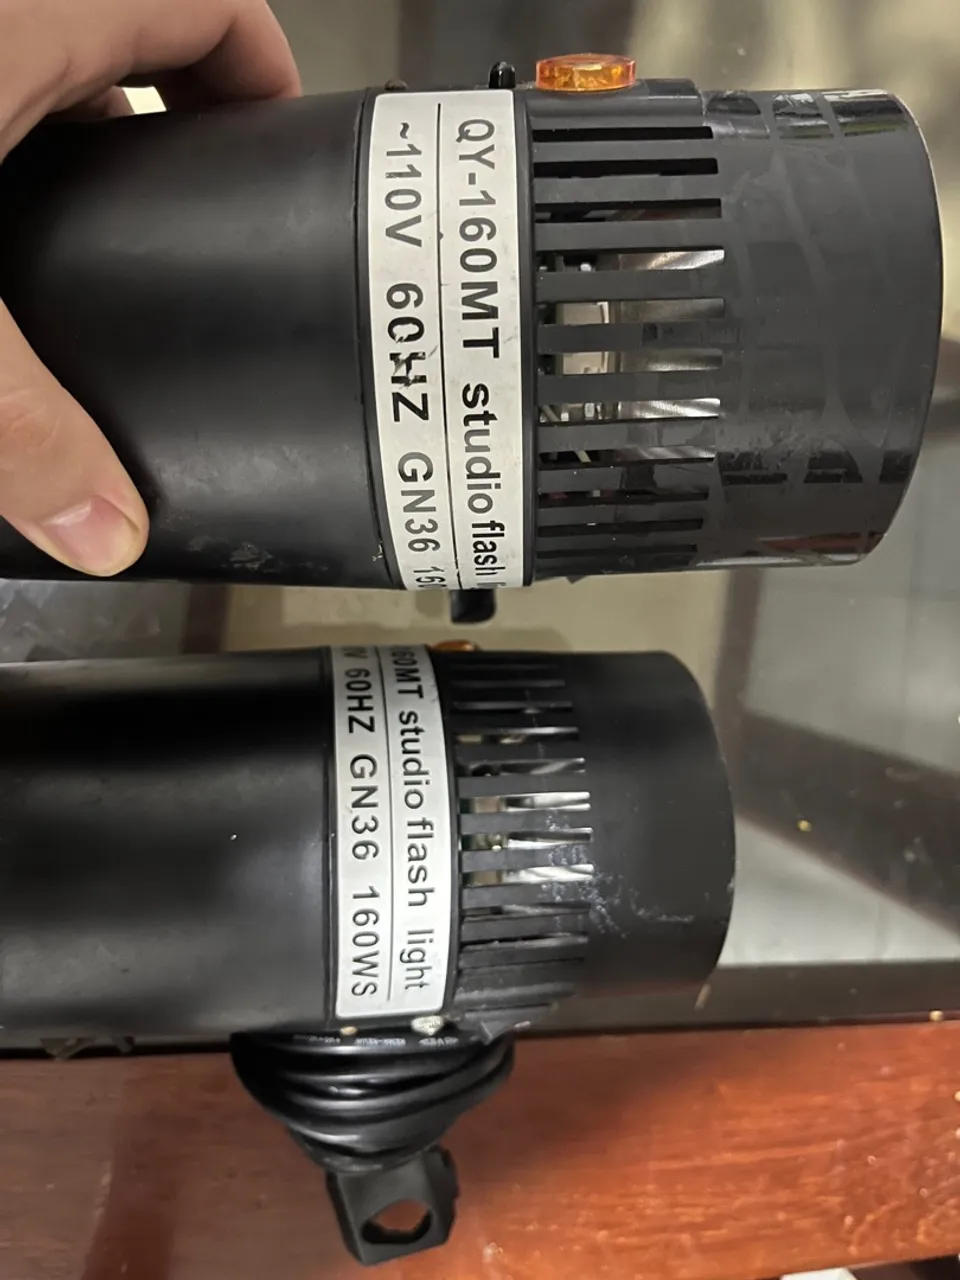 QY-160MT studio flash
~110V 60HZ GN36
60MT studio flash light
60HZ GN36 160WS